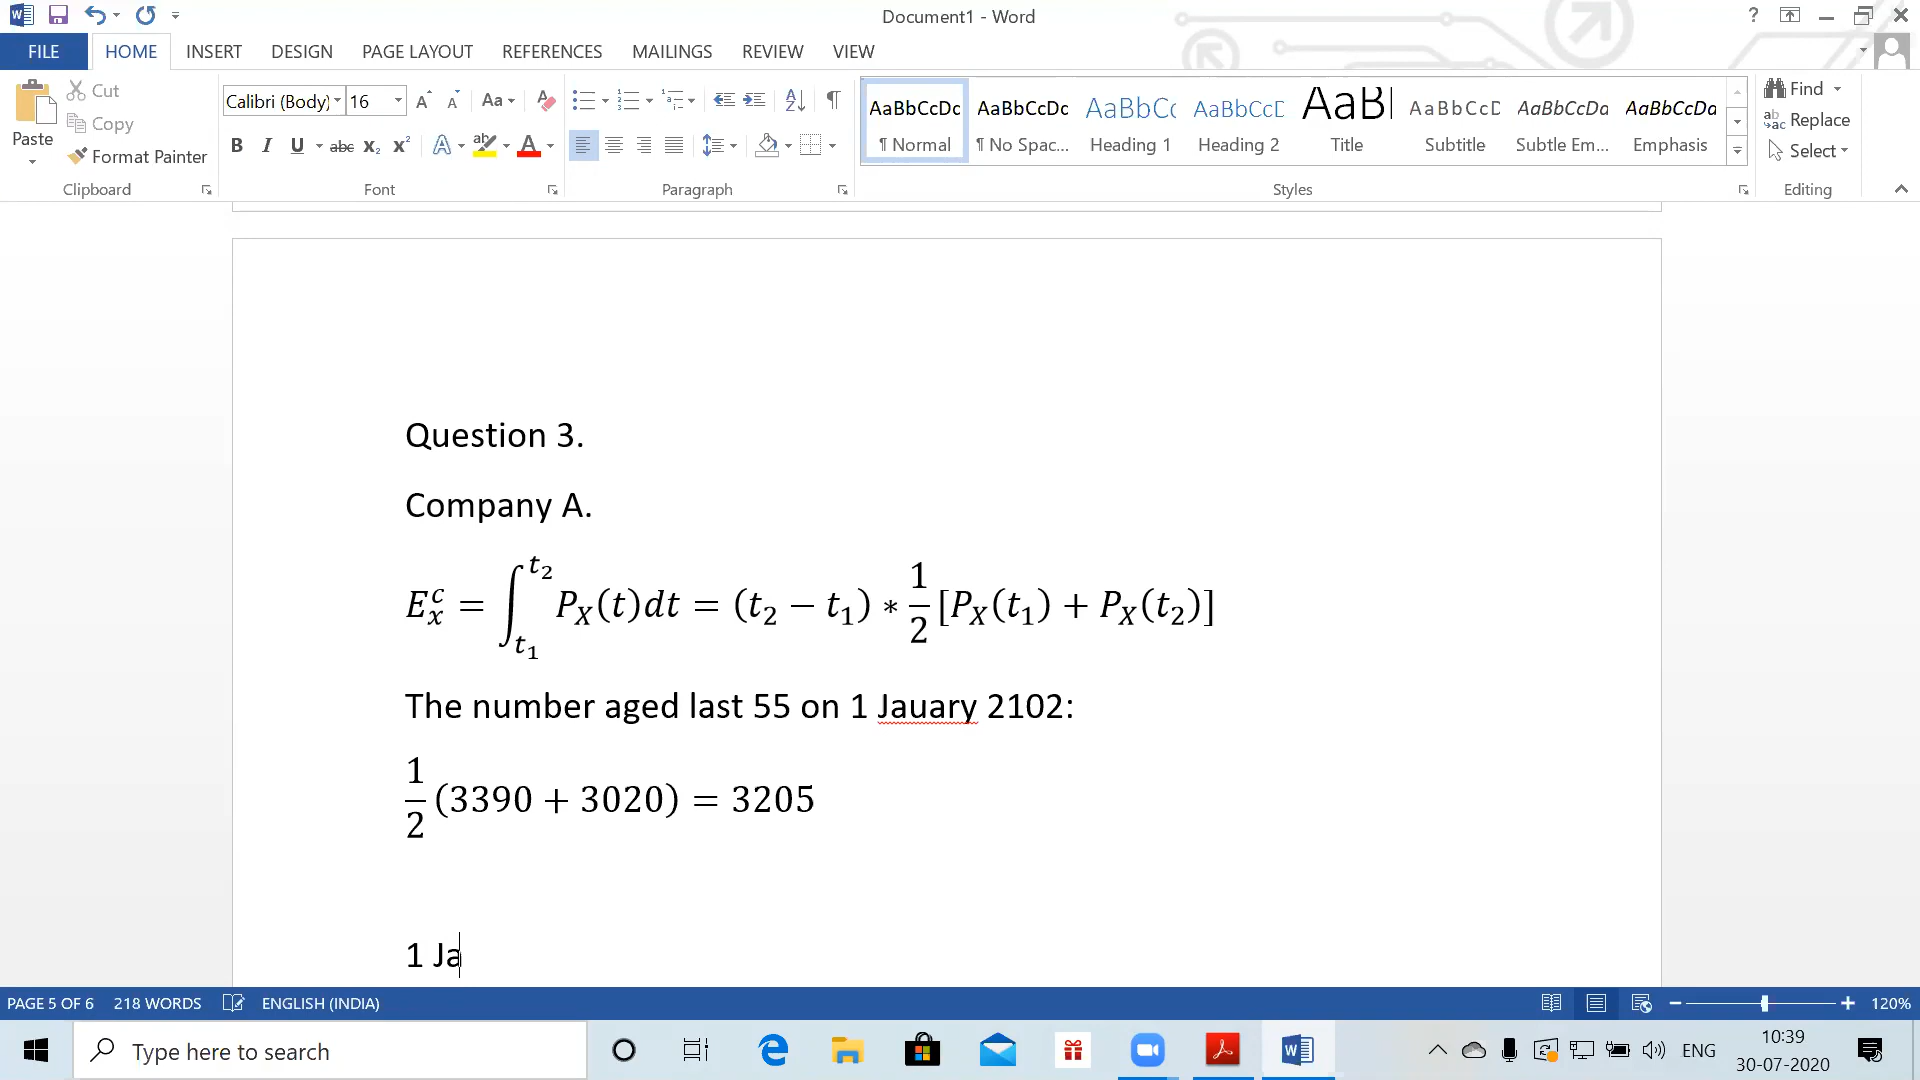 Document1 - Word
?
FILE
HOME
INSERT
DESIGN
PAGE LAYOUT
REFERENCES
MAILINGS
REVIEW
VIEW
Paste
Cut
Copy
Format Painter
Clipboard
Calibri (Body)
16
Font
Paragraph
AaBbCcDc
¶ Normal
AaBbCcDc
¶ No Spac...
AaBbCc
Heading 1
AaBbCcD
Heading 2
AaB
Title
AaBbCcD
Subtitle
AaBbCcDa
Subtle Em...
AaBbCcDa
Emphasis
Styles
Find
Replace
Select
Editing
Question 3.
Company A.
E_x^c = ∫_{t_1}^{t_2} P_X(t)dt = (t_2 − t_1) * 1/2 [P_X(t_1) + P_X(t_2)]
The number aged last 55 on 1 Jauary 2102:
1/2 (3390 + 3020) = 3205
1 Ja
PAGE 5 OF 6
218 WORDS
ENGLISH (INDIA)
120%
Type here to search
ENG
10:39
30-07-2020